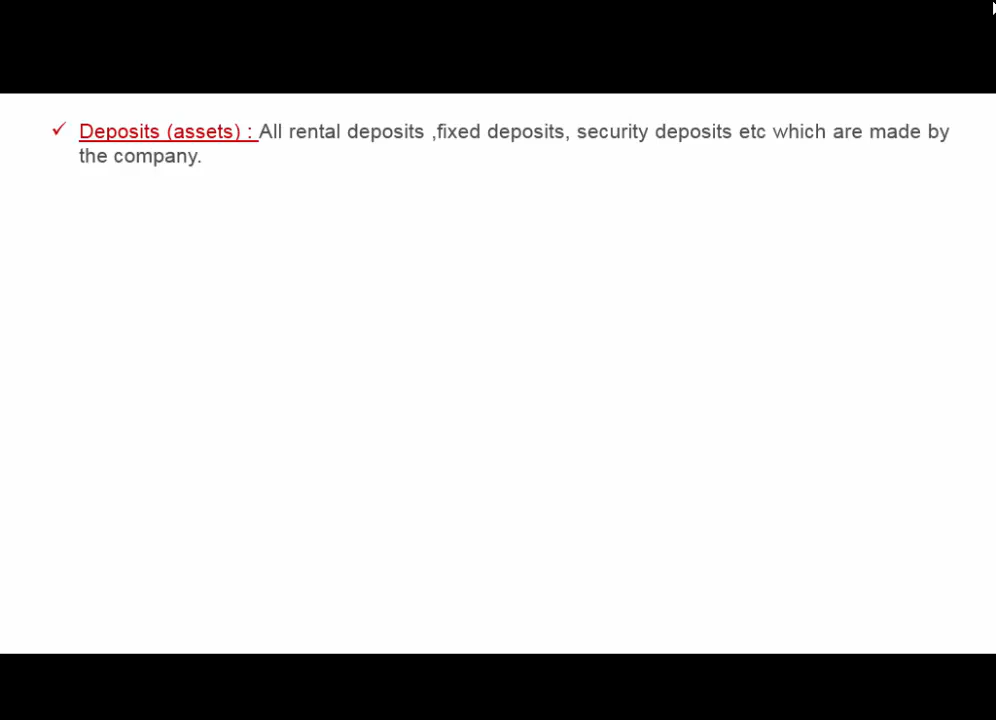 ✓ Deposits (assets) : All rental deposits ,fixed deposits, security deposits etc which are made by
the company.